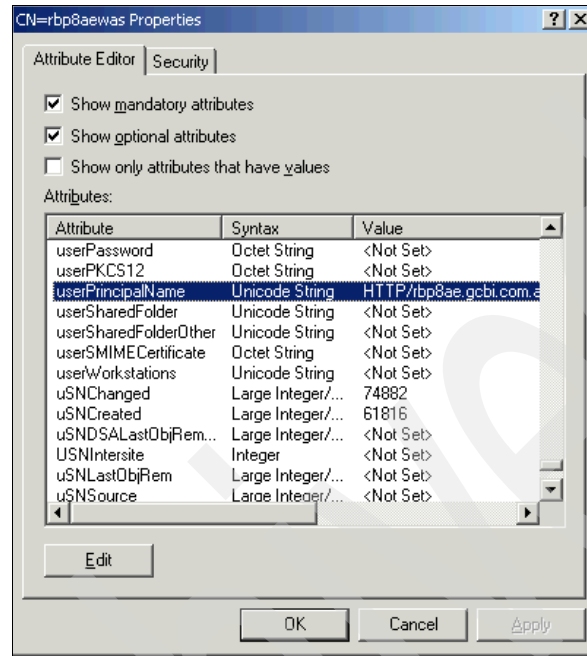 CN=rbp8aewas Properties
Attribute Editor Security
Show mandatory attributes
Show optional attributes
Show only attributes that have values
Attributes:
Attribute Syntax Value
userPassword Octet String <Not Set>
userPKCS12 Octet String <Not Set>
userPrincipalName Unicode String HTTP/rbp8ae.gcbi.com.a
userSharedFolder Unicode String <Not Set>
userSharedFolderOther Unicode String <Not Set>
userSMIMECertificate Octet String <Not Set>
userWorkstations Unicode String <Not Set>
uSNChanged Large Integer/... 74882
uSNCreated Large Integer/... 61816
uSNDSALastObjRem... Large Integer/... <Not Set>
USNIntersite Integer <Not Set>
uSNLastObjRem Large Integer/... <Not Set>
uSNSource Large Integer/... <Not Set>
Edit
OK Cancel Apply